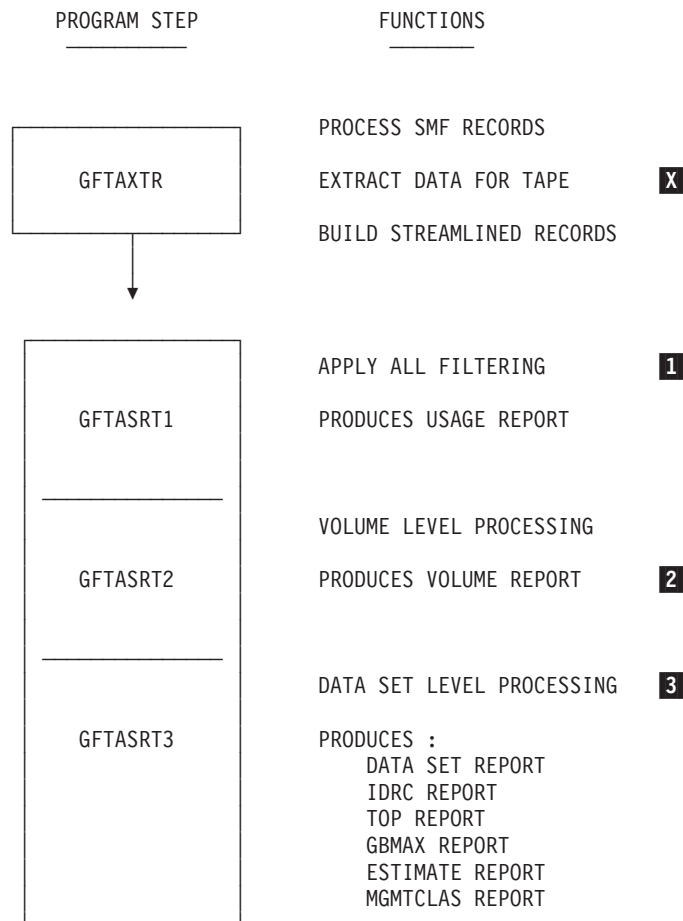 PROGRAM STEP FUNCTIONS
PROCESS SMF RECORDS
GFTAXTR EXTRACT DATA FOR TAPE X
BUILD STREAMLINED RECORDS
APPLY ALL FILTERING 1
GFTASRT1 PRODUCES USAGE REPORT
VOLUME LEVEL PROCESSING
GFTASRT2 PRODUCES VOLUME REPORT 2
DATA SET LEVEL PROCESSING 3
GFTASRT3 PRODUCES :
DATA SET REPORT
IDRC REPORT
TOP REPORT
GBMAX REPORT
ESTIMATE REPORT
MGMTCLAS REPORT